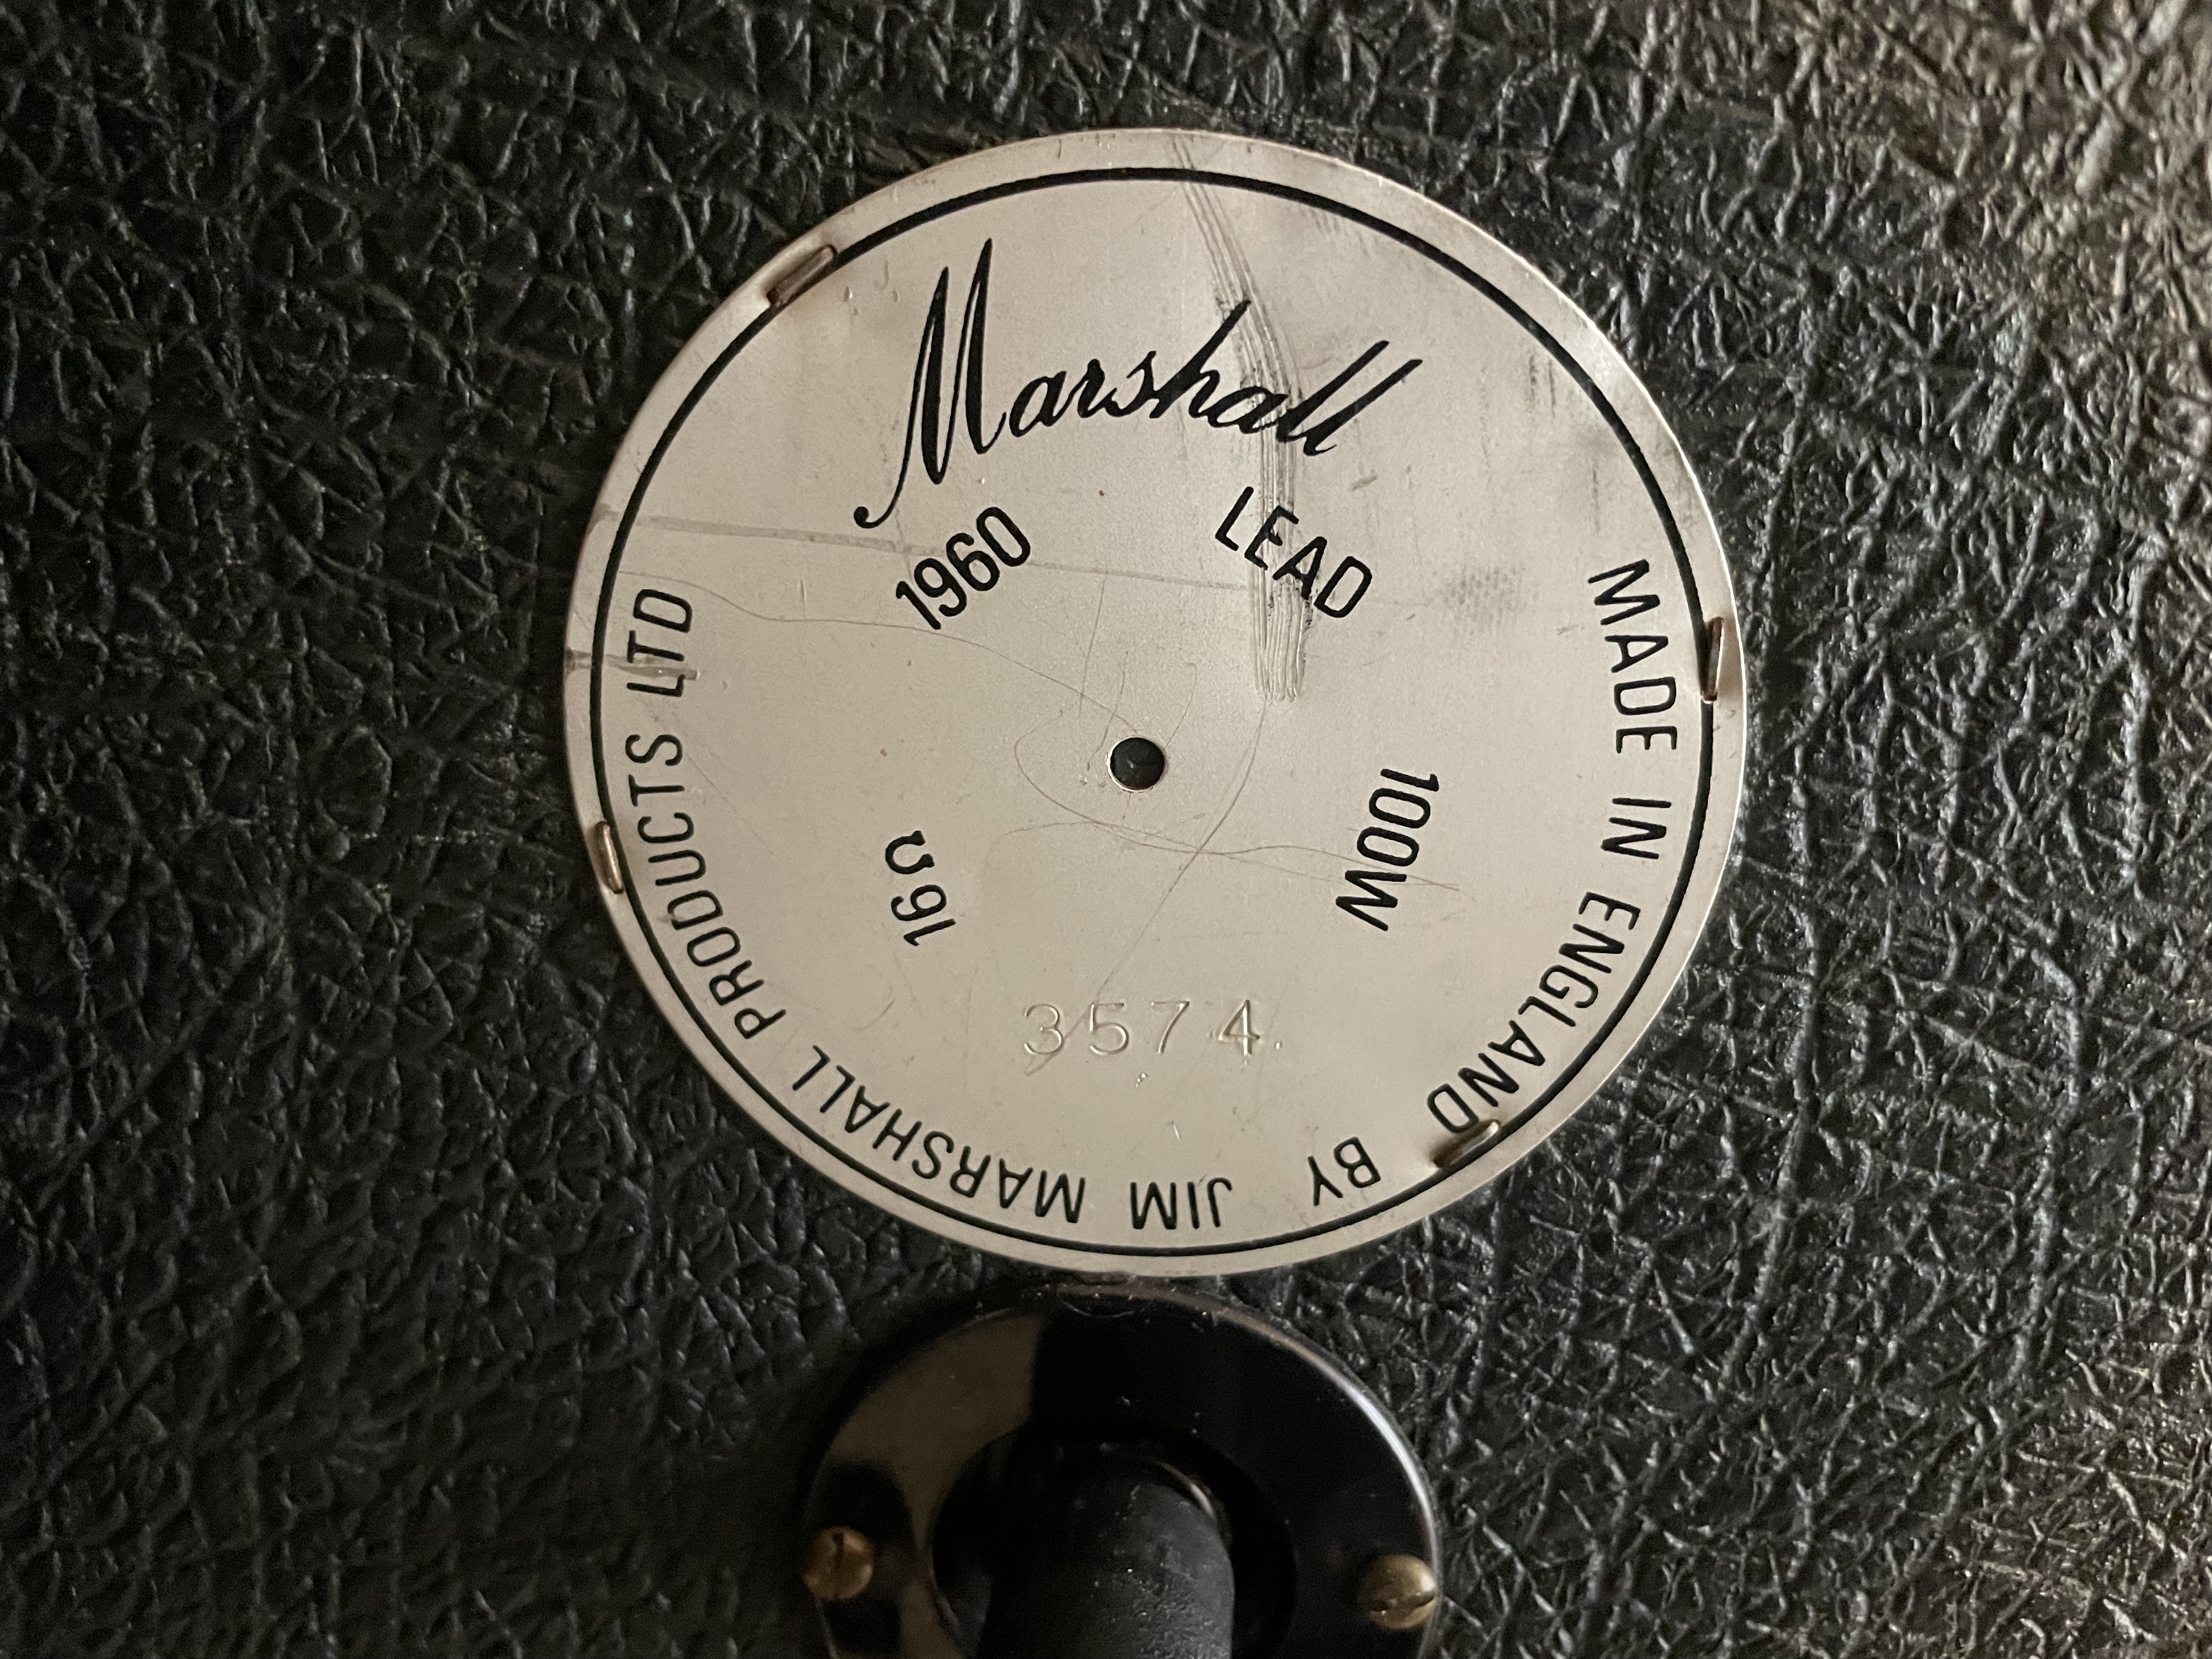 Marshall
1960 LEAD
16Ω 100W
3574.
MADE IN ENGLAND BY JIM MARSHALL PRODUCTS LTD